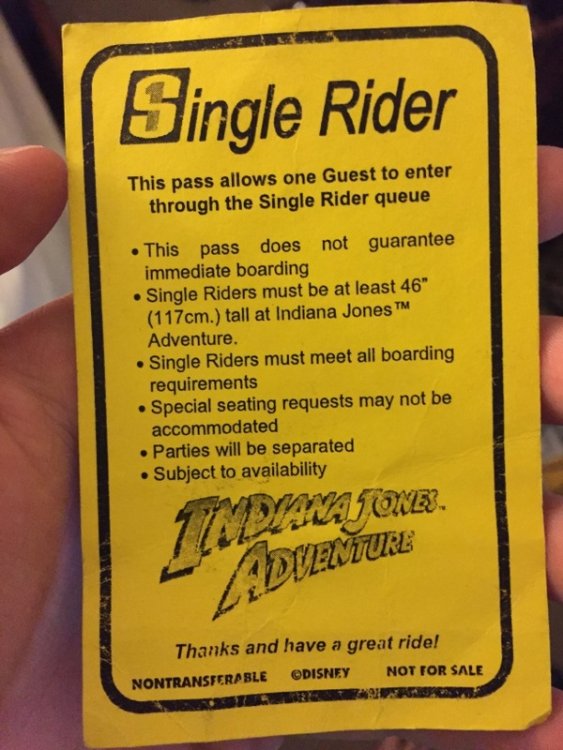 Single Rider
This pass allows one Guest to enter
through the Single Rider queue
• This pass does not guarantee
immediate boarding
• Single Riders must be at least 46"
(117cm.) tall at Indiana Jones™
Adventure.
• Single Riders must meet all boarding
requirements
• Special seating requests may not be
accommodated
• Parties will be separated
• Subject to availability
INDIANA JONES™
ADVENTURE
Thanks and have a great ride!
NONTRANSFERABLE ©DISNEY NOT FOR SALE